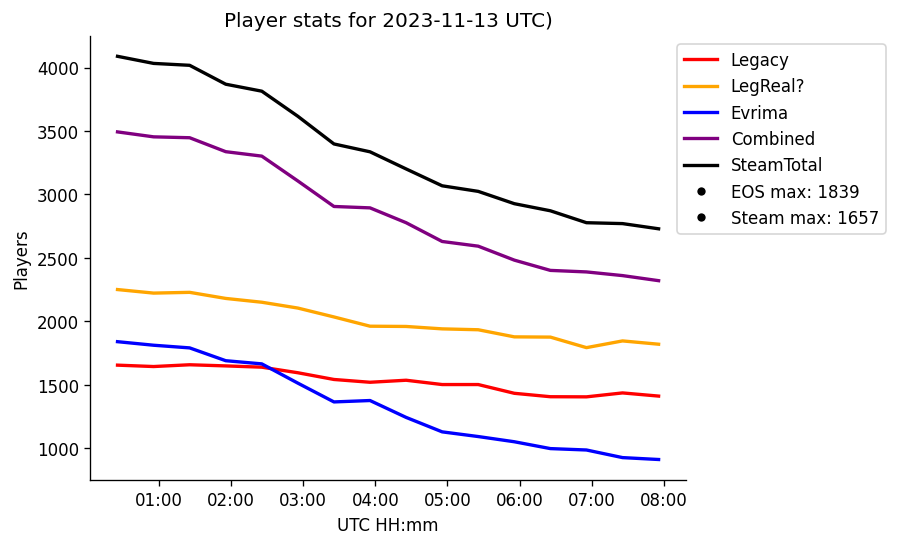 Player stats for 2023-11-13 UTC)
Legacy
LegReal?
Evrima
Combined
SteamTotal
EOS max: 1839
Steam max: 1657
Players
4000
3500
3000
2500
2000
1500
1000
01:00 02:00 03:00 04:00 05:00 06:00 07:00 08:00
UTC HH:mm